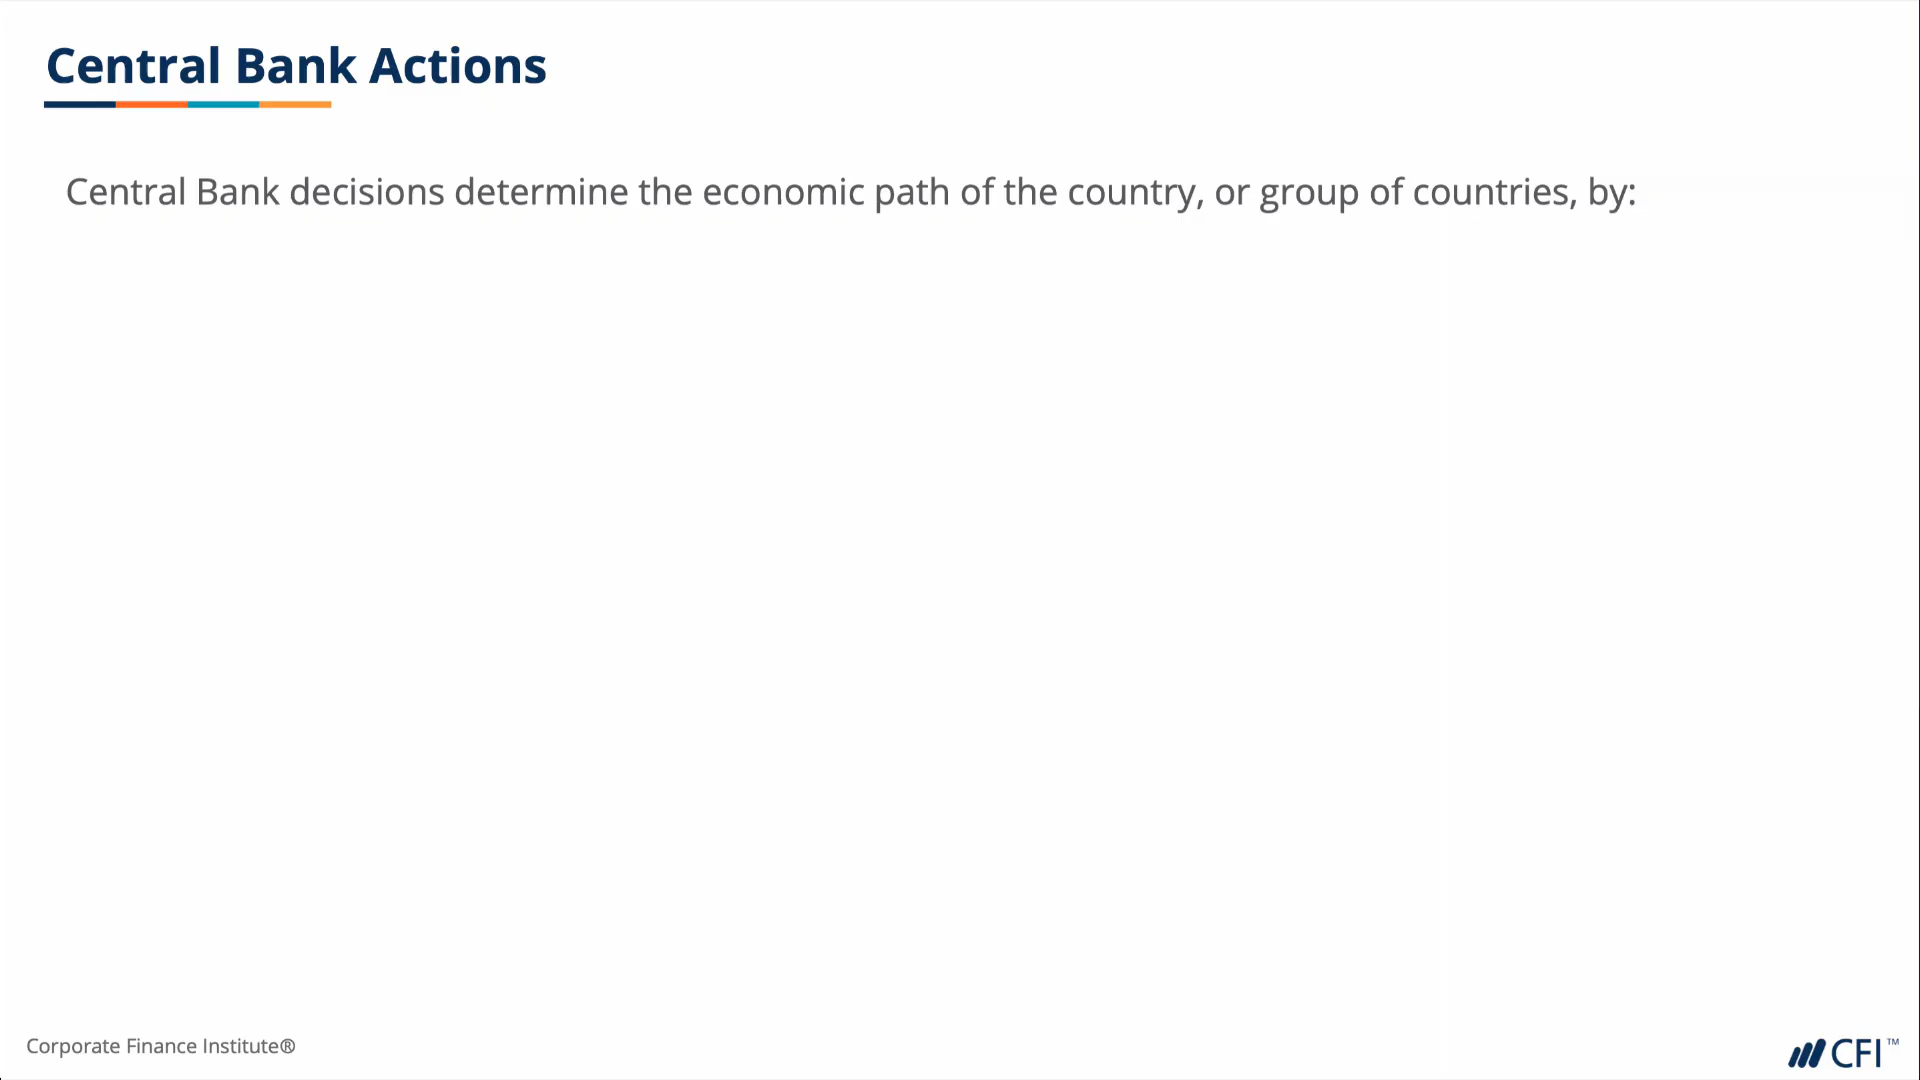 Central Bank Actions
Central Bank decisions determine the economic path of the country, or group of countries, by:
Corporate Finance Institute®
CFI™